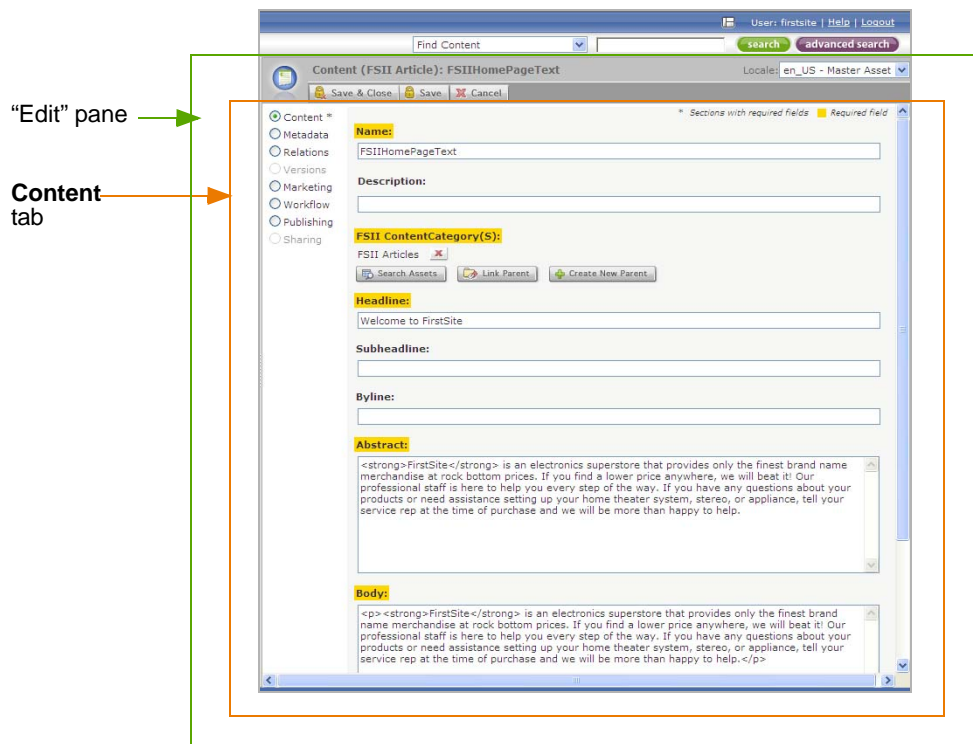 User: firstsite | Help | Logout
Find Content
search
advanced search
Content (FSII Article): FSIIHomePageText
Locale: en_US - Master Asset
Save & Close
Save
Cancel
“Edit” pane
Content
tab
Content *
Metadata
Relations
Versions
Marketing
Workflow
Publishing
Sharing
* Sections with required fields
Required field
Name:
FSIIHomePageText
Description:
FSII ContentCategory(S):
FSII Articles
Search Assets
Link Parent
Create New Parent
Headline:
Welcome to FirstSite
Subheadline:
Byline:
Abstract:
<strong>FirstSite</strong> is an electronics superstore that provides only the finest brand name
merchandise at rock bottom prices. If you find a lower price anywhere, we will beat it! Our
professional staff is here to help you every step of the way. If you have any questions about your
products or need assistance setting up your home theater system, stereo, or appliance, tell your
service rep at the time of purchase and we will be more than happy to help.
Body:
<p><strong>FirstSite</strong> is an electronics superstore that provides only the finest brand
name merchandise at rock bottom prices. If you find a lower price anywhere, we will beat it! Our
professional staff is here to help you every step of the way. If you have any questions about your
products or need assistance setting up your home theater system, stereo, or appliance, tell your
service rep at the time of purchase and we will be more than happy to help.</p>